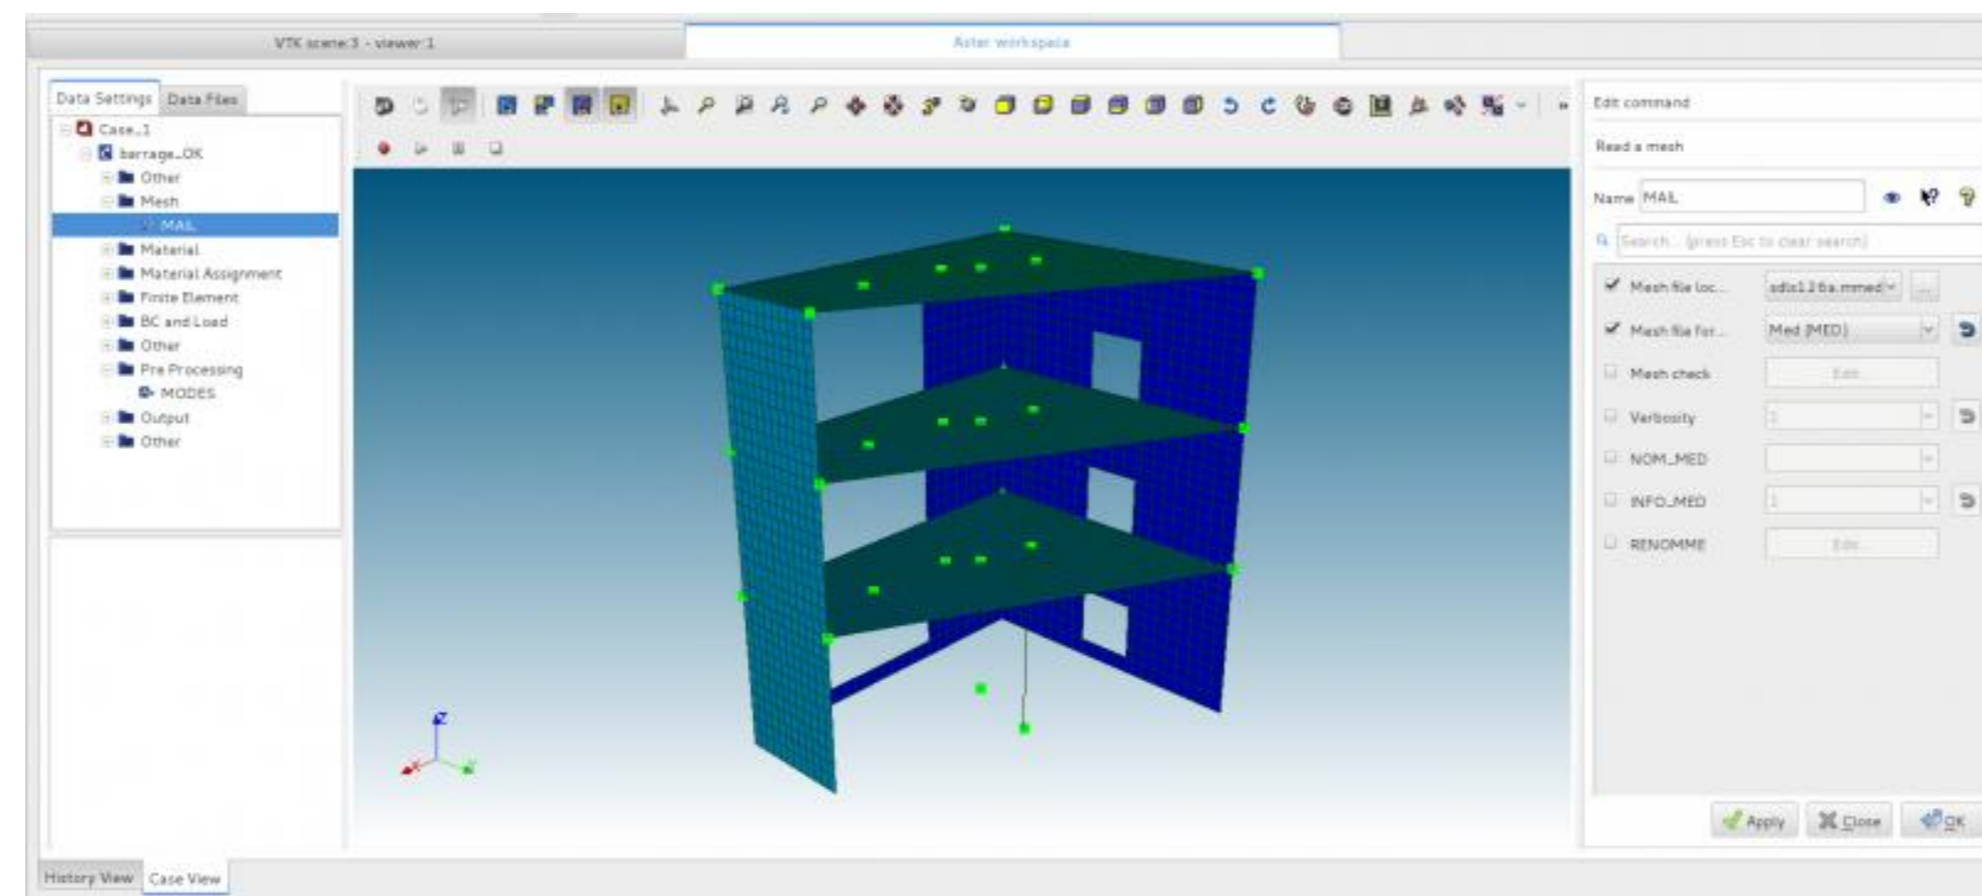 VTK scene:3 - viewer:1
Aster workspace
Data Settings
Data Files
Case_1
barrage_OK
Other
Mesh
MAIL
Material
Material Assignment
Finite Element
BC and Load
Other
Pre Processing
MODES
Output
Other
Z
X
Y
Edit command
Read a mesh
Name MAIL
Search... (press Esc to clear search)
Mesh file loc...
...
Mesh file for... Med (MED)
Mesh check Edit...
Verbosity 1
NOM_MED
INFO_MED 1
RENOMME Edit...
Apply Close OK
History View Case View